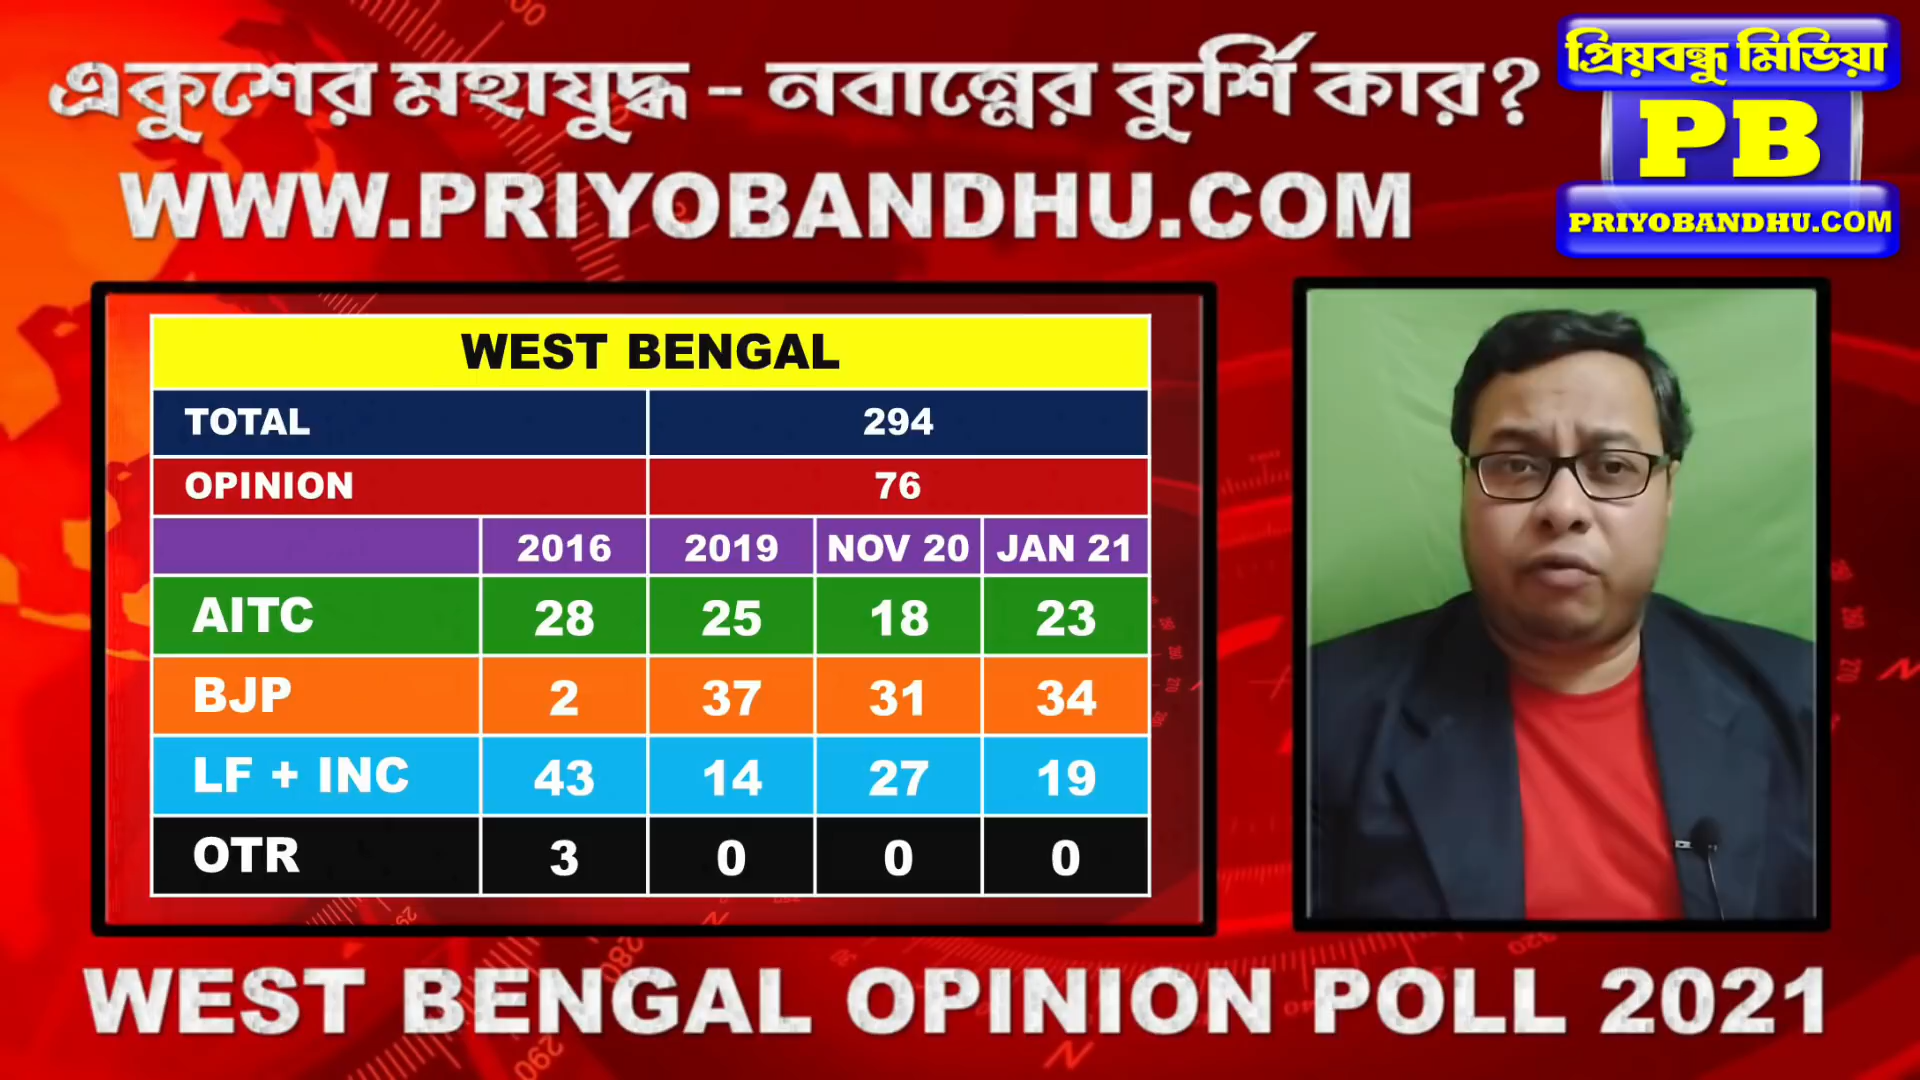 একুশের মহাযুদ্ধ - নবান্নের কুর্শি কার?
WWW.PRIYOBANDHU.COM
প্রিয়বন্ধু মিডিয়া
PB
PRIYOBANDHU.COM
WEST BENGAL
TOTAL 294
OPINION 76
2016 2019 NOV 20 JAN 21
AITC 28 25 18 23
BJP 2 37 31 34
LF + INC 43 14 27 19
OTR 3 0 0 0
WEST BENGAL OPINION POLL 2021